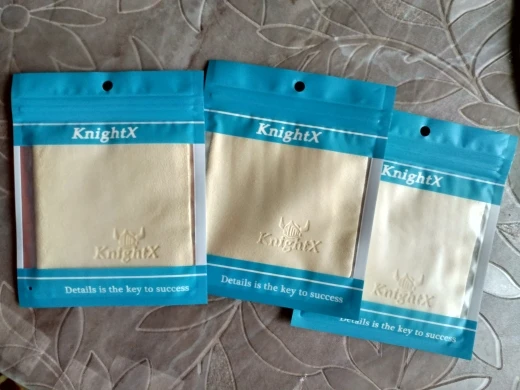 KnightX
KnightX
Details is the key to success
KnightX
KnightX
Details is the key to success
KnightX
KnightX
Details is the key to success